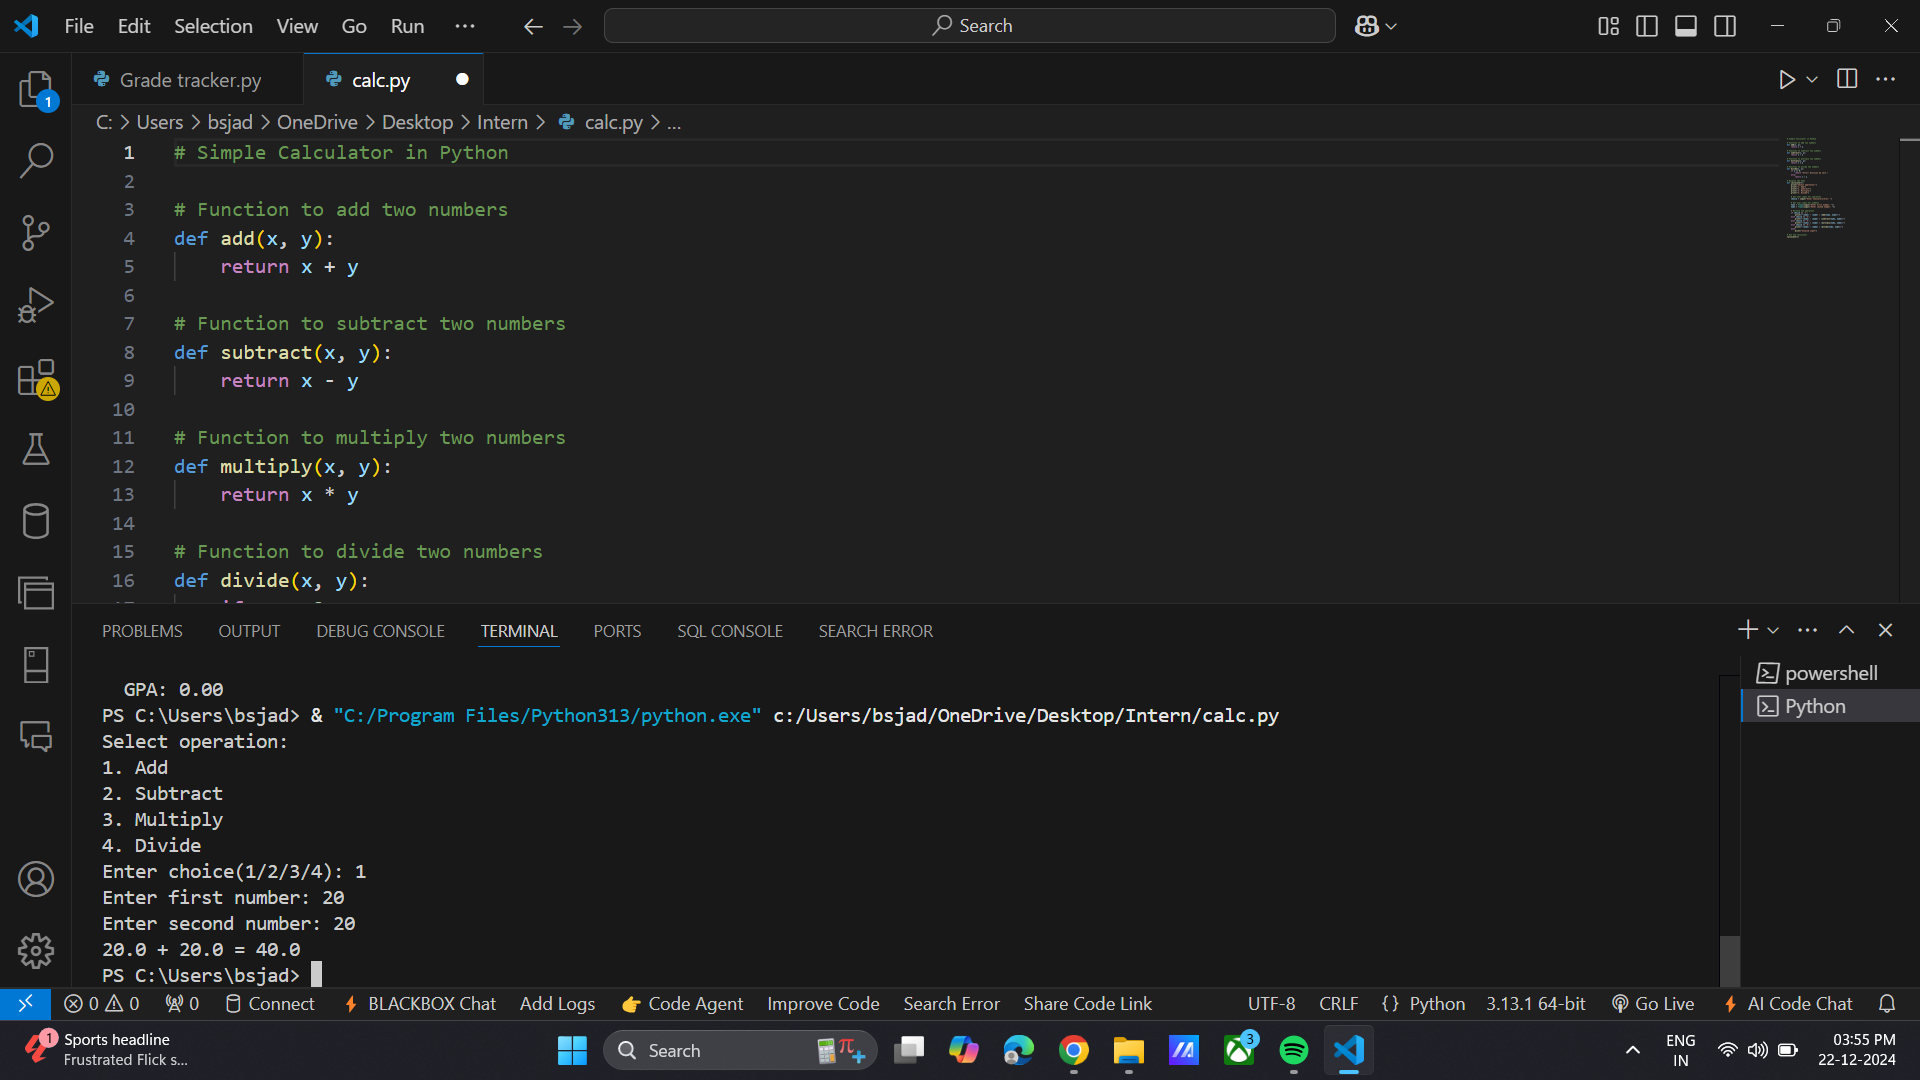 File Edit Selection View Go Run ···
Search
Grade tracker.py
calc.py
C: > Users > bsjad > OneDrive > Desktop > Intern > calc.py > ...
1 # Simple Calculator in Python
2
3 # Function to add two numbers
4 def add(x, y):
5 return x + y
6
7 # Function to subtract two numbers
8 def subtract(x, y):
9 return x - y
10
11 # Function to multiply two numbers
12 def multiply(x, y):
13 return x * y
14
15 # Function to divide two numbers
16 def divide(x, y):
1
PROBLEMS OUTPUT DEBUG CONSOLE TERMINAL PORTS SQL CONSOLE SEARCH ERROR
GPA: 0.00
PS C:\Users\bsjad> & "C:/Program Files/Python313/python.exe" c:/Users/bsjad/OneDrive/Desktop/Intern/calc.py
Select operation:
1. Add
2. Subtract
3. Multiply
4. Divide
Enter choice(1/2/3/4): 1
Enter first number: 20
Enter second number: 20
20.0 + 20.0 = 40.0
PS C:\Users\bsjad>
powershell
Python
0 0 0 Connect BLACKBOX Chat Add Logs Code Agent Improve Code Search Error Share Code Link UTF-8 CRLF {} Python 3.13.1 64-bit Go Live AI Code Chat
1
Sports headline
Frustrated Flick s...
Search
3
ENG
IN
03:55 PM
22-12-2024